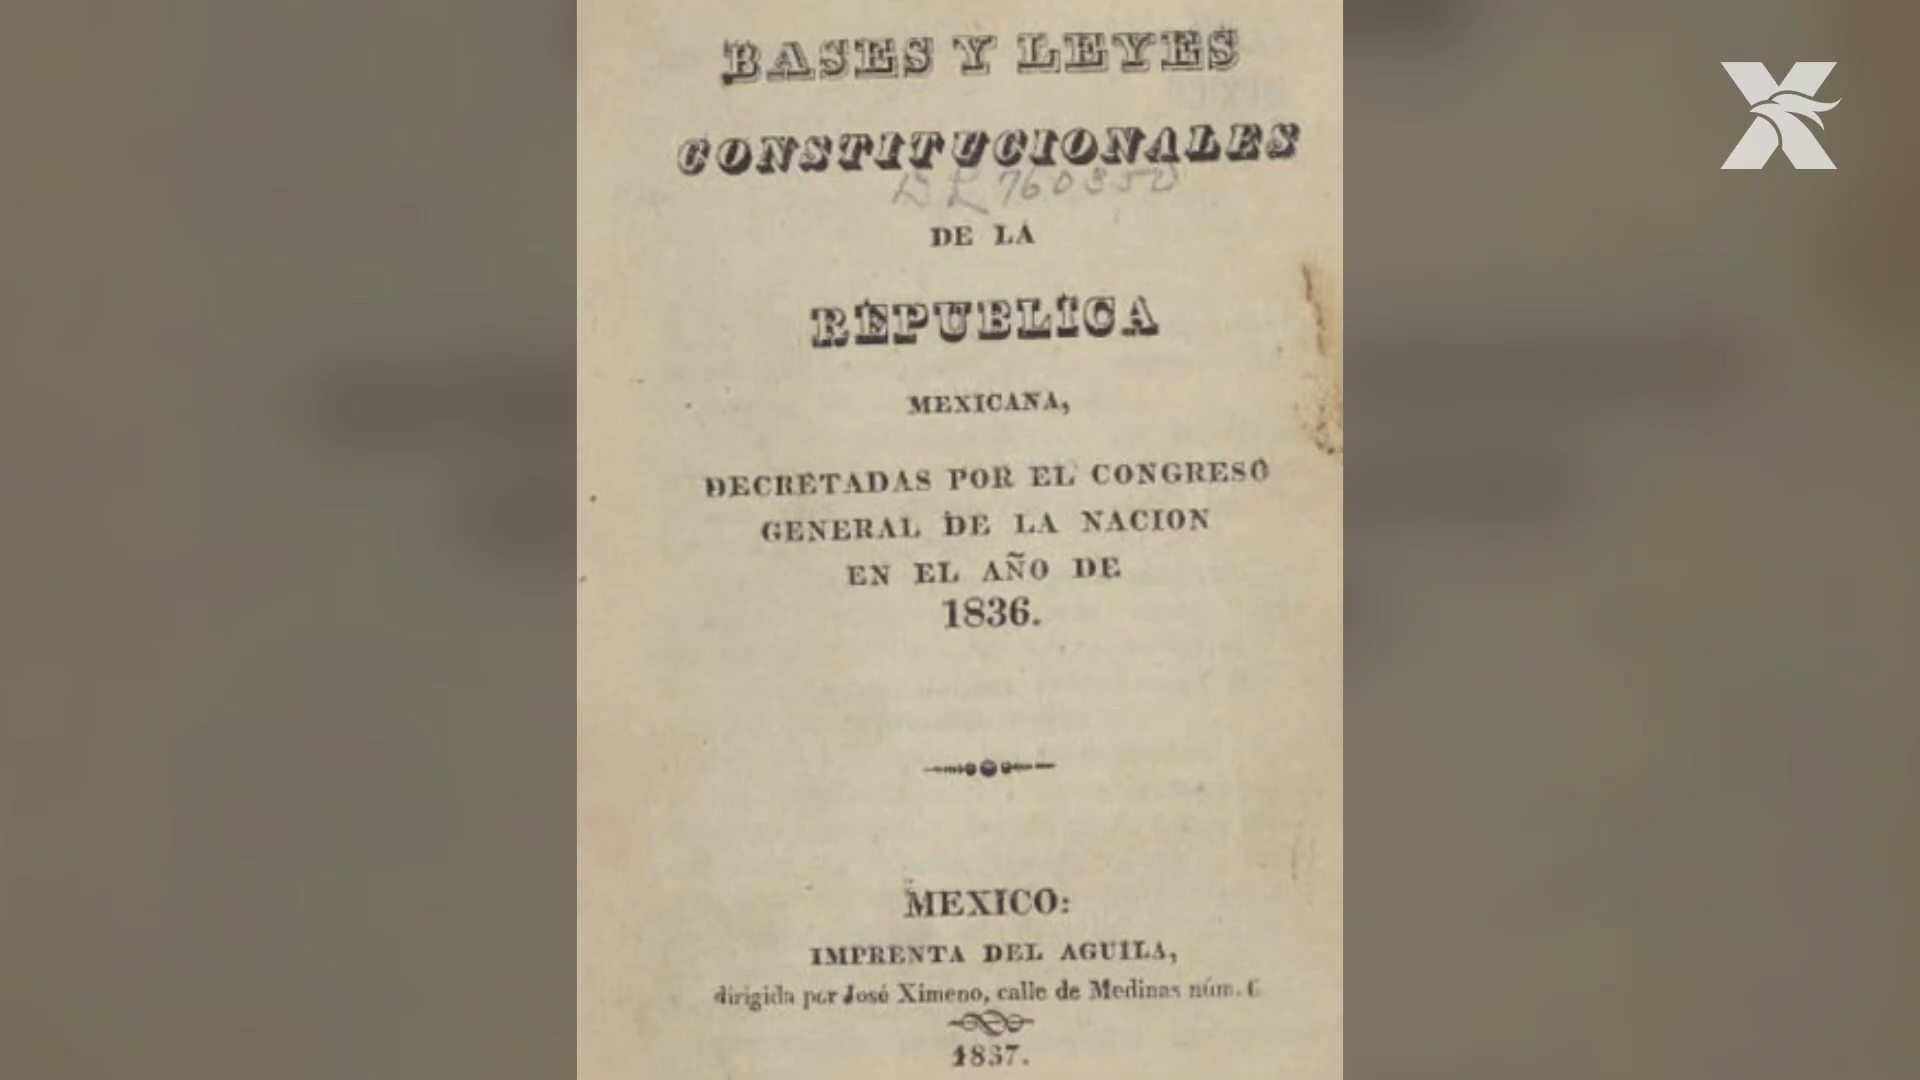 BASES Y LEYES
CONSTITUCIONALES
DE LA
REPUBLICA
MEXICANA,
DECRETADAS POR EL CONGRESO
GENERAL DE LA NACION
EN EL AÑO DE
1836.
MEXICO:
IMPRENTA DEL AGUILA,
dirigida por José Ximeno, calle de Medinas núm. 6
1837.